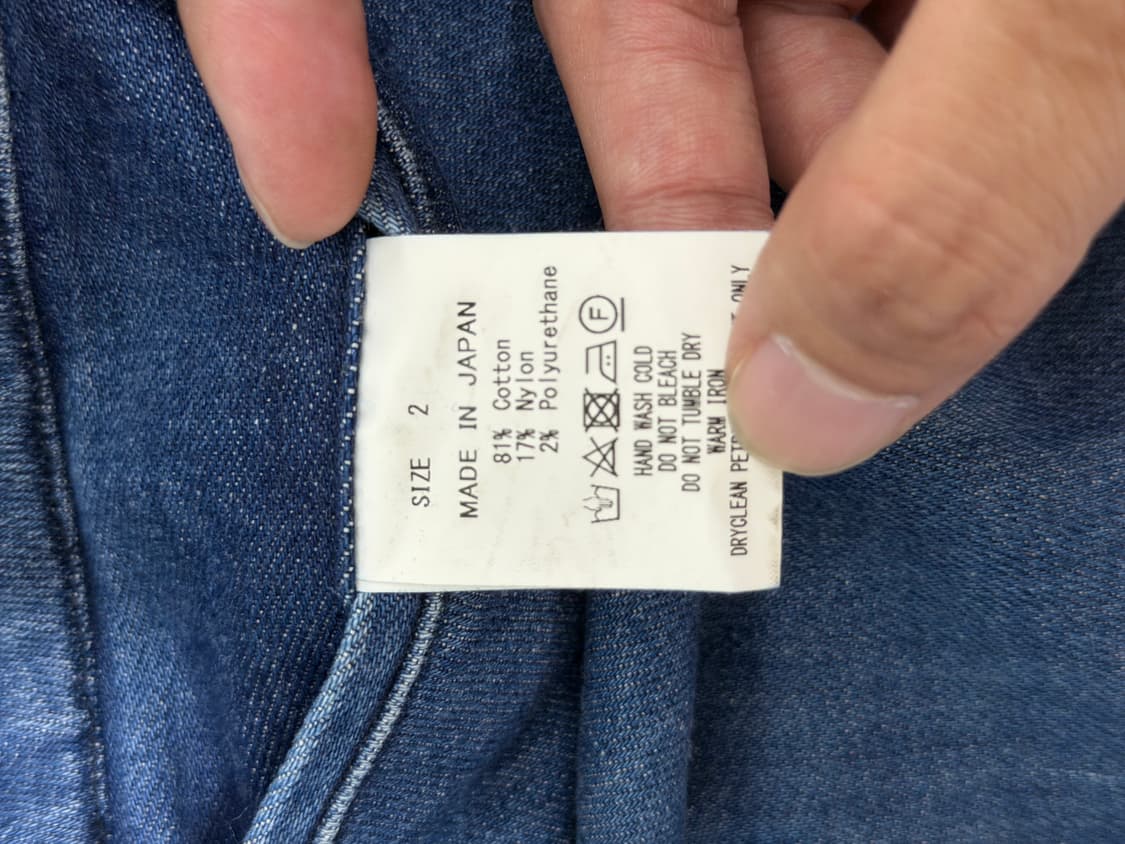 SIZE 2
MADE IN JAPAN
81% Cotton
17% Nylon
2% Polyurethane
F
HAND WASH COLD
DO NOT BLEACH
DO NOT TUMBLE DRY
WARM IRON
DRYCLEAN ONLY